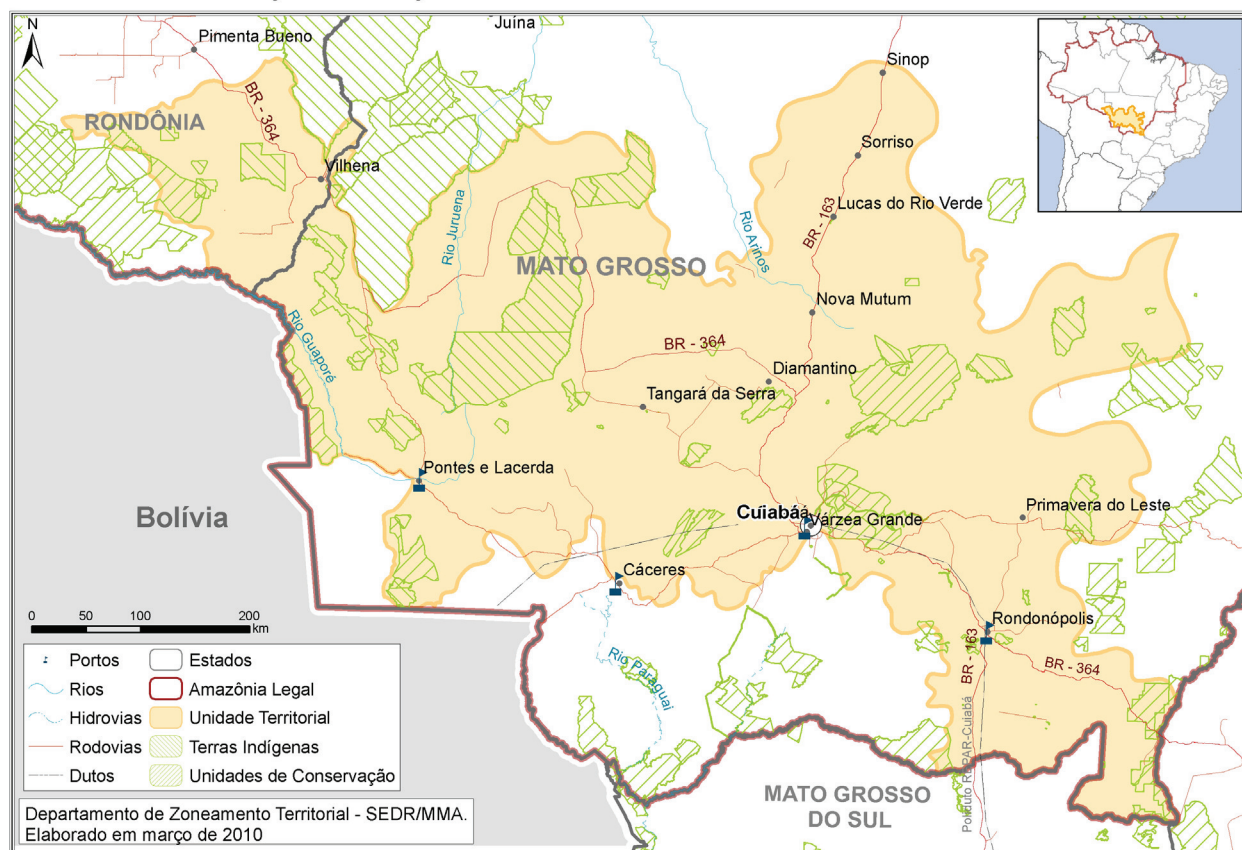 N
Juína
Pimenta Bueno
Sinop
BR - 364
RONDÔNIA
Sorriso
Vilhena
Lucas do Rio Verde
BR - 163
Rio Juruena
Rio Arinos
MATO GROSSO
Nova Mutum
Rio Guaporé
BR - 364
Diamantino
Tangará da Serra
Pontes e Lacerda
Bolívia
Cuiabá
Várzea Grande
Primavera do Leste
Cáceres
0 50 100 200
km
Rondonópolis
BR - 163
BR - 364
Rio Paraguai
Portos
Estados
Rios
Amazônia Legal
Hidrovias
Unidade Territorial
Rodovias
Terras Indígenas
Dutos
Unidades de Conservação
Poliduto REPAR-Cuiabá
MATO GROSSO
DO SUL
Departamento de Zoneamento Territorial - SEDR/MMA.
Elaborado em março de 2010